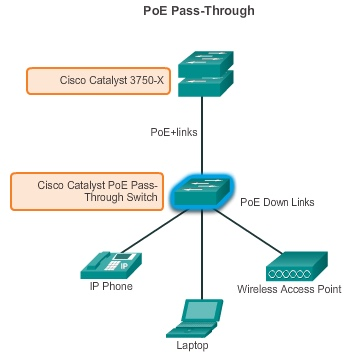 PoE Pass-Through
Cisco Catalyst 3750-X
PoE+links
Cisco Catalyst PoE Pass-
Through Switch
PoE Down Links
IP
IP Phone
Wireless Access Point
Laptop